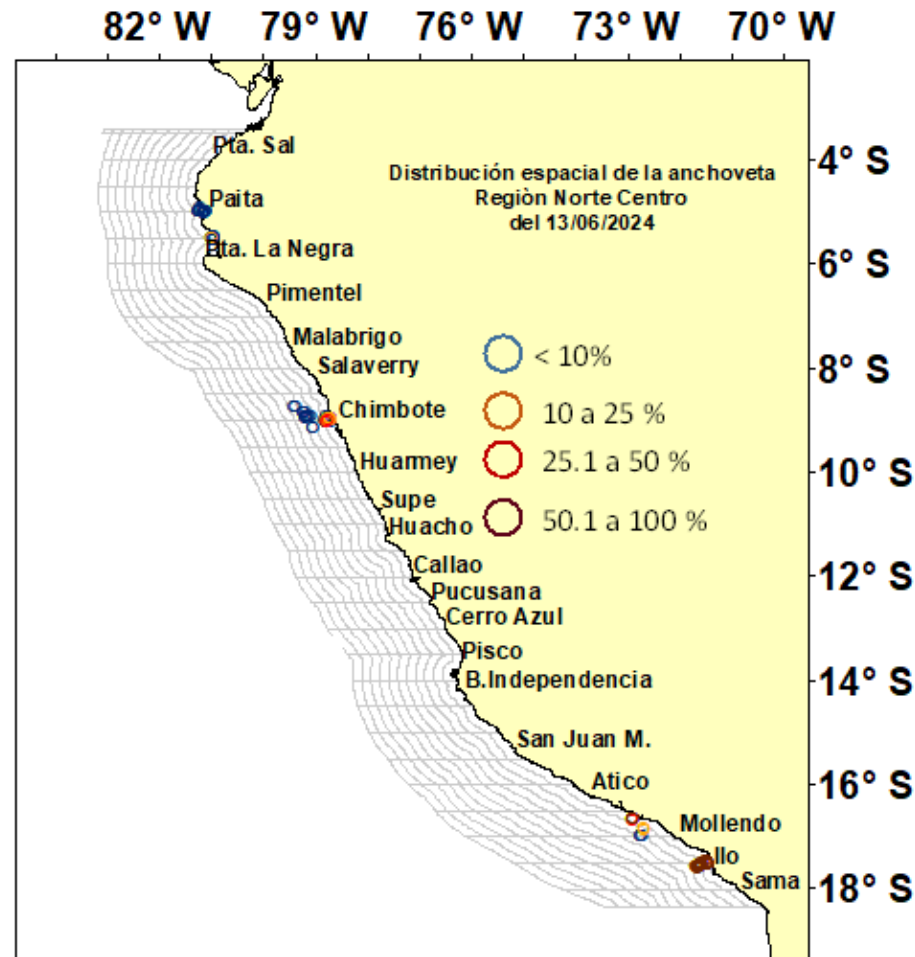 82° W 79° W 76° W 73° W 70° W
Pta. Sal
4° S
Distribución espacial de la anchoveta
Regiòn Norte Centro
del 13/06/2024
Paita
Pta. La Negra
6° S
Pimentel
Malabrigo
< 10%
Salaverry
8° S
Chimbote
10 a 25 %
Huarmey
25.1 a 50 %
10° S
Supe
50.1 a 100 %
Huacho
Callao
12° S
Pucusana
Cerro Azul
Pisco
B.Independencia
14° S
San Juan M.
Atico
16° S
Mollendo
Ilo
Sama
18° S